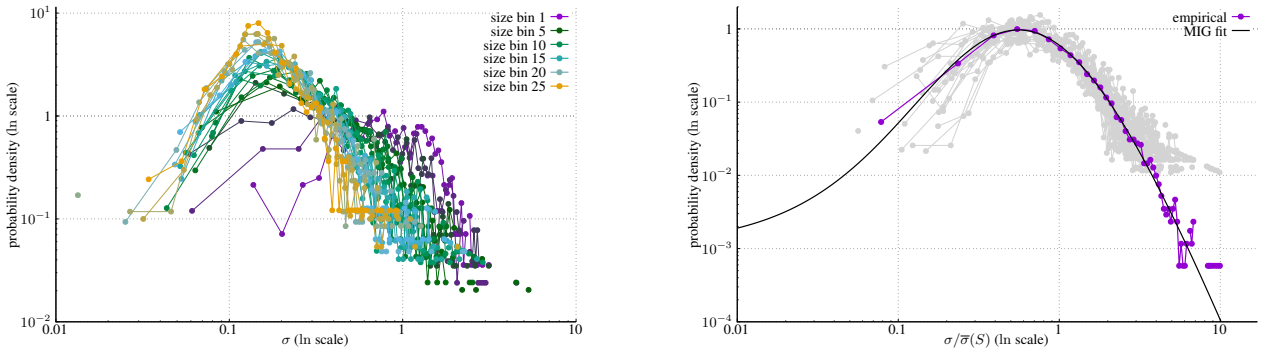 probability density (ln scale)
10¹
1.0
10⁻¹
10⁻²
0.01
0.1
1
10
σ (ln scale)
size bin 1
size bin 5
size bin 10
size bin 15
size bin 20
size bin 25
probability density (ln scale)
1
10⁻¹
10⁻²
10⁻³
10⁻⁴
0.01
0.1
1
10
σ/σ̅(S) (ln scale)
empirical
MIG fit